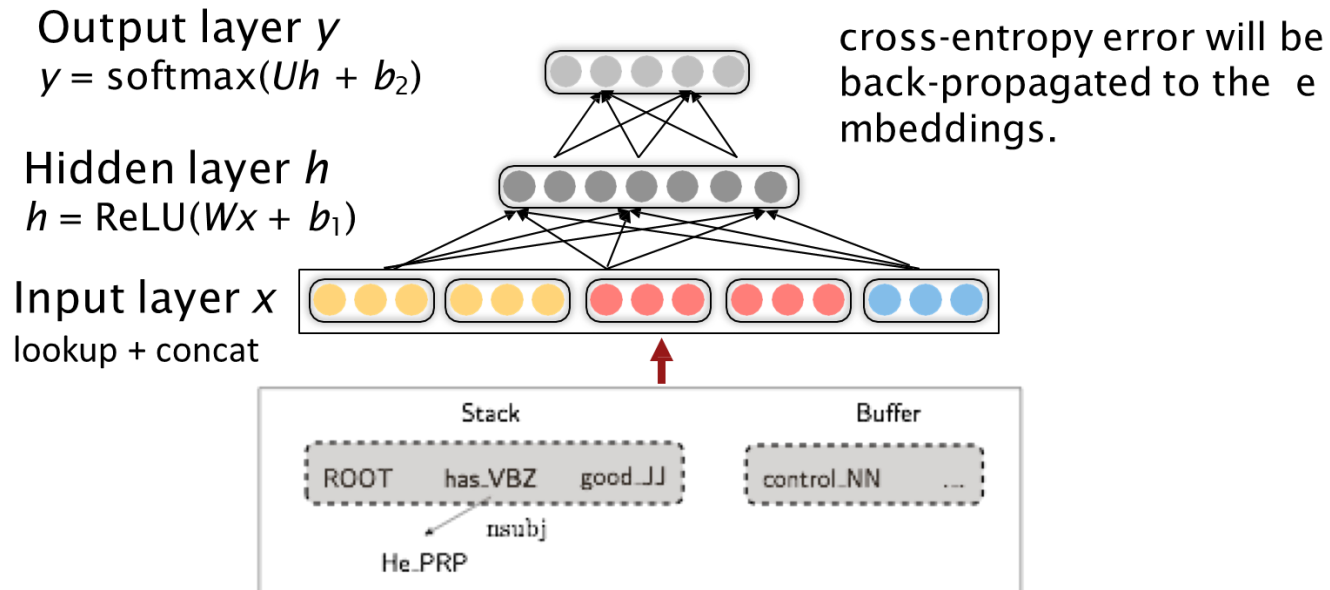 Output layer y
y = softmax(Uh + b₂)
cross-entropy error will be
back-propagated to the e
mbeddings.
Hidden layer h
h = ReLU(Wx + b₁)
Input layer x
lookup + concat
Stack
Buffer
ROOT has_VBZ good_JJ
control_NN ...
nsubj
He_PRP